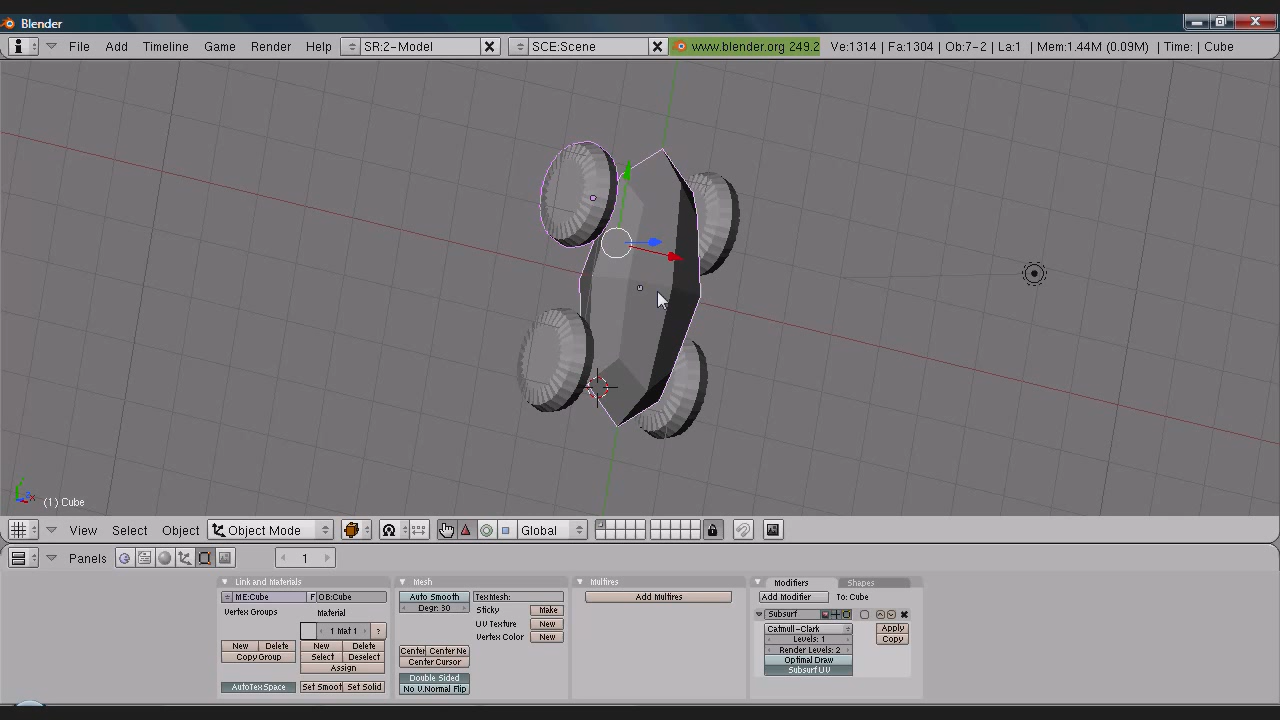 Blender
File Add Timeline Game Render Help SR:2-Model SCE:Scene www.blender.org 249.2 Ve:1314 | Fa:1304 | Ob:7-2 | La:1 | Mem:1.44M (0.09M) | Time: | Cube
(1) Cube
View Select Object Object Mode Global
Panels 1
Link and Materials
ME:Cube F OB:Cube
Vertex Groups Material
1 Mat 1 ?
New Delete New Delete
Copy Group Select Deselect
Assign
AutoTexSpace Set Smoot Set Solid
Mesh
Auto Smooth TexMesh:
Degr: 30 Sticky Make
UV Texture New
Vertex Color New
Center Center Ne
Center Cursor
Double Sided
No V.Normal Flip
Multires
Add Multires
Modifiers Shapes
Add Modifier To: Cube
Subsurf
Catmull-Clark Apply
Levels: 1 Copy
Render Levels: 2
Optimal Draw
Subsurf UV